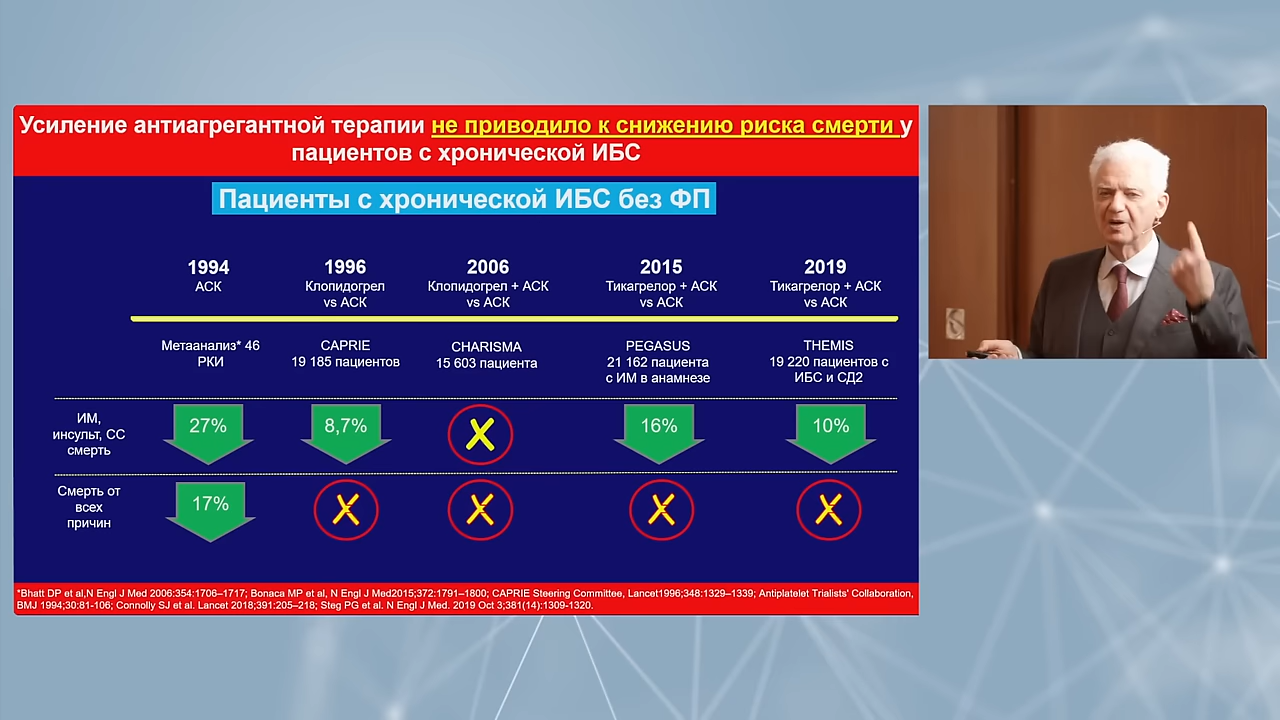 Усиление антиагрегантной терапии не приводило к снижению риска смерти у
пациентов с хронической ИБС
Пациенты с хронической ИБС без ФП
1994
АСК
1996
Клопидогрел
vs АСК
2006
Клопидогрел + АСК
vs АСК
2015
Тикагрелор + АСК
vs АСК
2019
Тикагрелор + АСК
vs АСК
Метаанализ* 46
РКИ
CAPRIE
19 185 пациентов
CHARISMA
15 603 пациента
PEGASUS
21 162 пациента
с ИМ в анамнезе
THEMIS
19 220 пациентов с
ИБС и СД2
ИМ,
инсульт, СС
смерть
27%
8,7%
X
16%
10%
Смерть от
всех
причин
17%
X
X
X
X
*Bhatt DP et al,N Engl J Med 2006:354:1706–1717; Bonaca MP et al, N Engl J Med2015;372:1791–1800; CAPRIE Steering Committee, Lancet1996;348:1329–1339; Antiplatelet Trialists' Collaboration,
BMJ 1994;30:81-106; Connolly SJ et al. Lancet 2018;391:205–218; Steg PG et al. N Engl J Med. 2019 Oct 3;381(14):1309-1320.